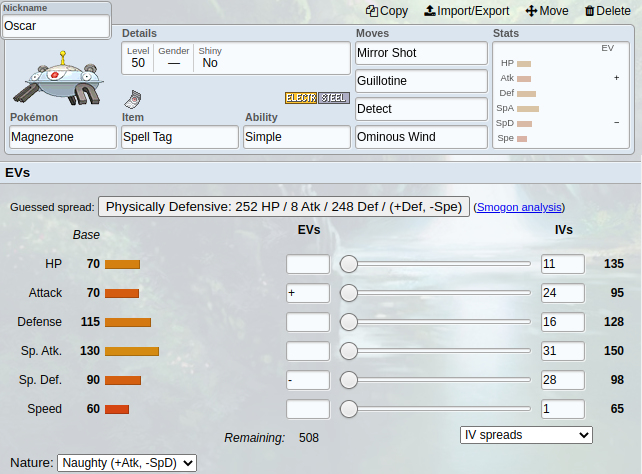 Nickname
Oscar
Copy Import/Export Move Delete
Details
Level Gender Shiny
50 — No
ELECTR STEEL
Pokémon
Magnezone
Item
Spell Tag
Ability
Simple
Moves
Mirror Shot
Guillotine
Detect
Ominous Wind
Stats
EV
HP
Atk +
Def
SpA
SpD −
Spe
EVs
Guessed spread: Physically Defensive: 252 HP / 8 Atk / 248 Def / (+Def, -Spe) (Smogon analysis)
Base EVs IVs
HP 70 11 135
Attack 70 + 24 95
Defense 115 16 128
Sp. Atk. 130 31 150
Sp. Def. 90 - 28 98
Speed 60 1 65
Remaining: 508 IV spreads
Nature: Naughty (+Atk, -SpD)